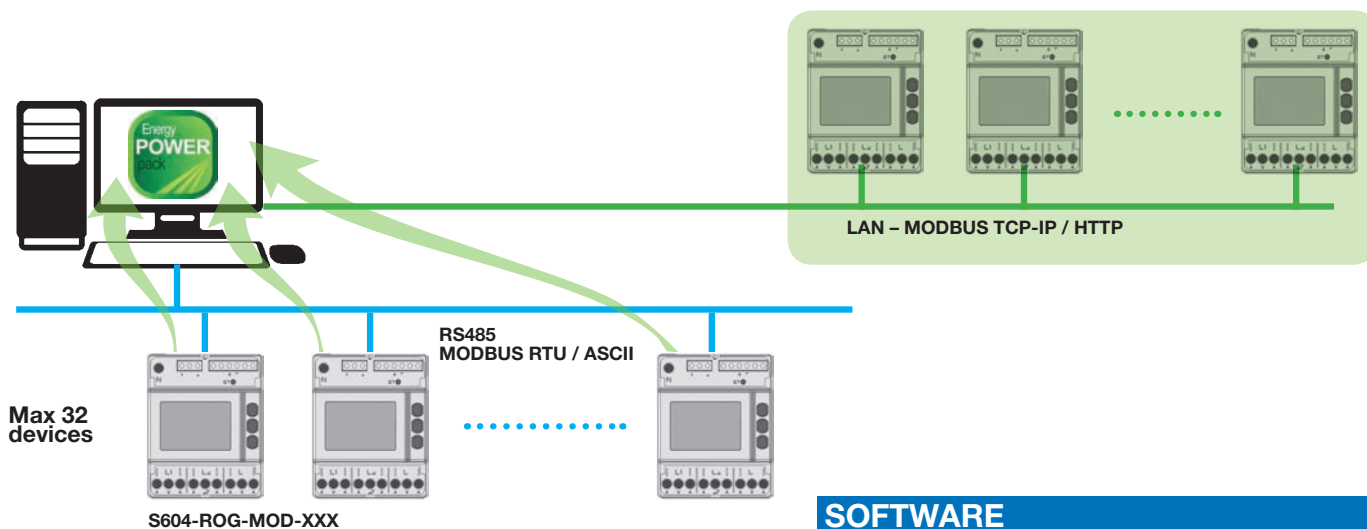 Energy
POWER
pack
LAN – MODBUS TCP-IP / HTTP
RS485
MODBUS RTU / ASCII
Max 32
devices
S604-ROG-MOD-XXX
SOFTWARE